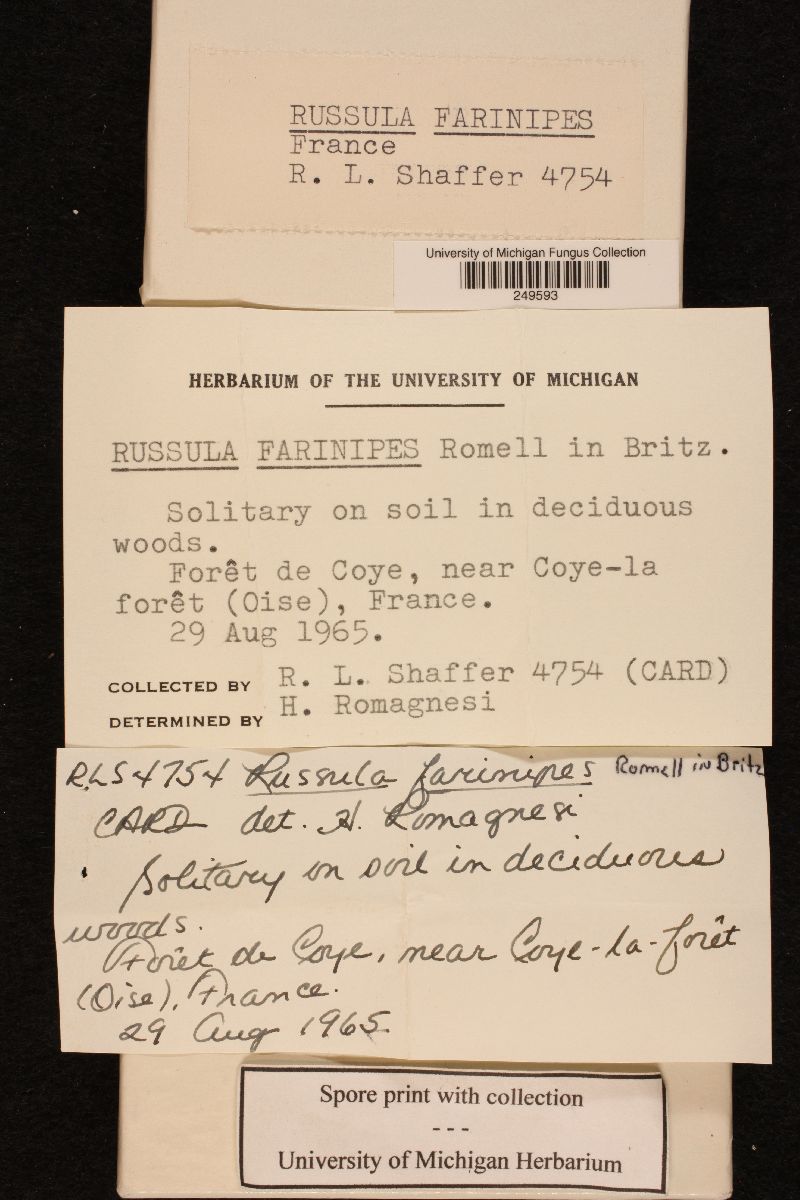 RUSSULA FARINIPES
France
R. L. Shaffer 4754
University of Michigan Fungus Collection
249593
HERBARIUM OF THE UNIVERSITY OF MICHIGAN
RUSSULA FARINIPES Romell in Britz.
Solitary on soil in deciduous
woods.
Forêt de Coye, near Coye-la
forêt (Oise), France.
29 Aug 1965.
COLLECTED BY R. L. Shaffer 4754 (CARD)
DETERMINED BY H. Romagnesi
RLS 4754 Russula farinipes Romell in Britz
CARD det. H. Romagnesi
Solitary on soil in deciduous
woods.
Forêt de Coye, near Coye-la-forêt
(Oise), France.
29 Aug 1965.
Spore print with collection
---
University of Michigan Herbarium